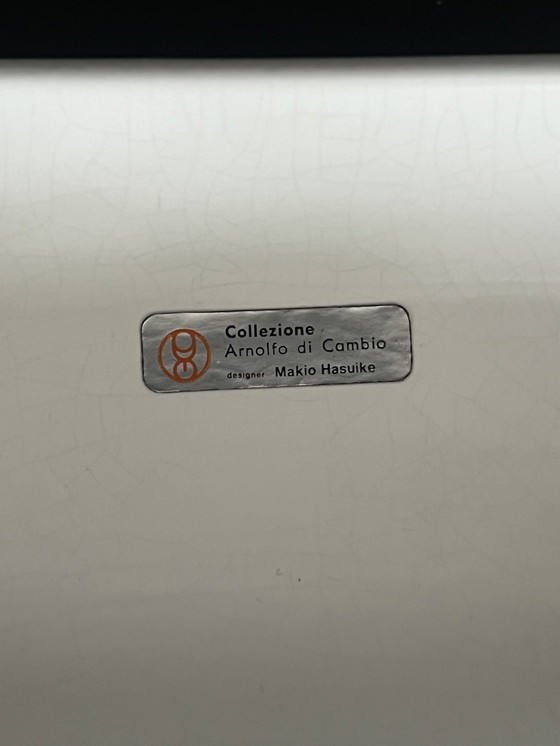 Collezione
Arnolfo di Cambio
designer Makio Hasuike